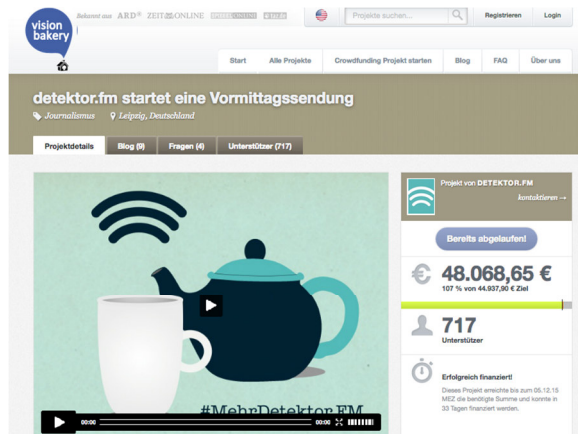 vision
bakery
Bekannt aus ARD ZEIT ONLINE SPIEGEL ONLINE
Projekte suchen...
Registrieren
Login
Start
Alle Projekte
Crowdfunding Projekt starten
Blog
FAQ
Über uns
detektor.fm startet eine Vormittagssendung
Journalismus
Leipzig, Deutschland
Projektdetails
Blog (9)
Fragen (4)
Unterstützer (717)
#MehrDetektor.FM
00:00
00:00
Projekt von DETEKTOR.FM
kontaktieren →
Bereits abgelaufen!
€ 48.068,65 €
107 % von 44.937,90 € Ziel
717
Unterstützer
Erfolgreich finanziert!
Dieses Projekt erreichte bis zum 05.12.15
MEZ die benötigte Summe und konnte in
33 Tagen finanziert werden.